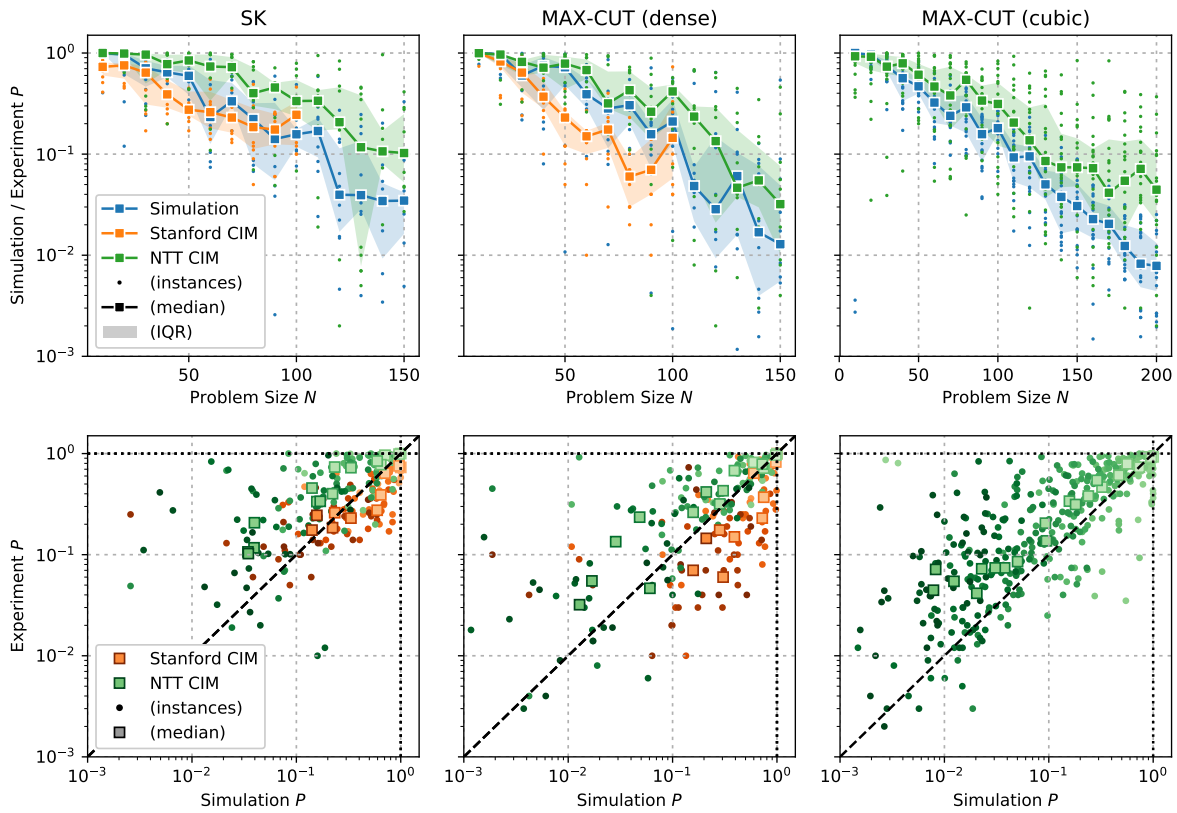 SK
MAX-CUT (dense)
MAX-CUT (cubic)
Simulation / Experiment P
10⁰
10⁻¹
10⁻²
10⁻³
Simulation
Stanford CIM
NTT CIM
(instances)
(median)
(IQR)
50 100 150
50 100 150
0 50 100 150 200
Problem Size N
Problem Size N
Problem Size N
Experiment P
10⁰
10⁻¹
10⁻²
10⁻³
Stanford CIM
NTT CIM
(instances)
(median)
10⁻³ 10⁻² 10⁻¹ 10⁰
10⁻³ 10⁻² 10⁻¹ 10⁰
10⁻³ 10⁻² 10⁻¹ 10⁰
Simulation P
Simulation P
Simulation P